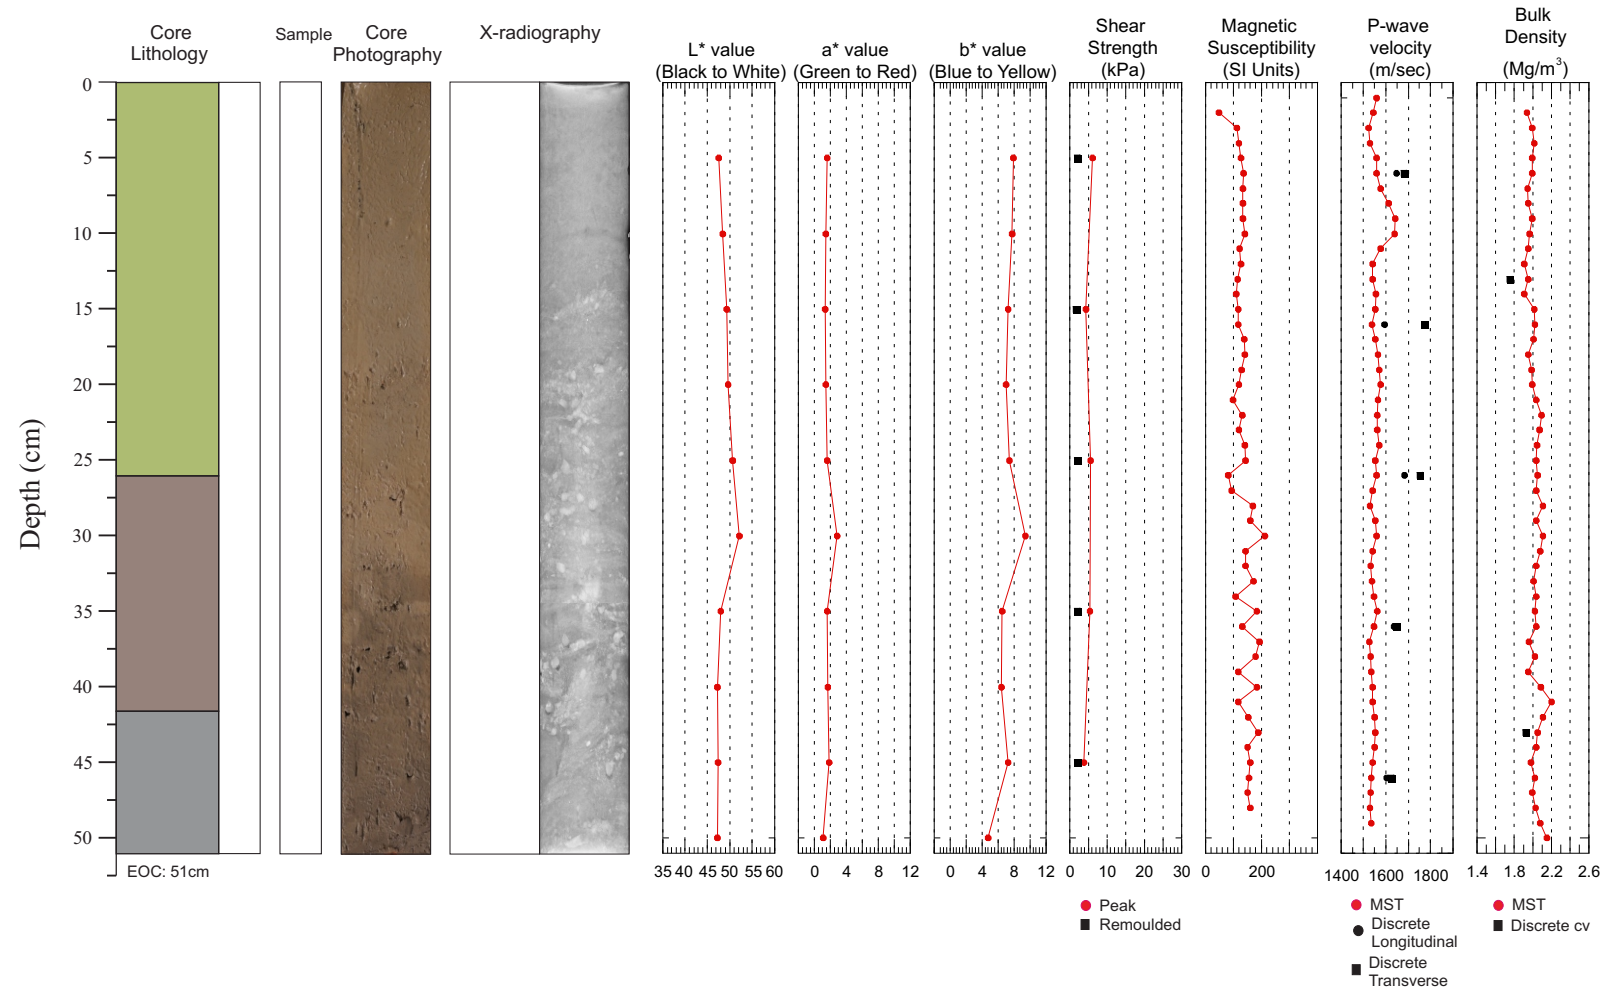 Core
Lithology
Sample
Core
Photography
X-radiography
L* value
(Black to White)
a* value
(Green to Red)
b* value
(Blue to Yellow)
Shear
Strength
(kPa)
Magnetic
Susceptibility
(SI Units)
P-wave
velocity
(m/sec)
Bulk
Density
(Mg/m³)
Depth (cm)
0
5
10
15
20
25
30
35
40
45
50
EOC: 51cm
35 40 45 50 55 60
0 4 8 12
0 4 8 12
0 10 20 30
0 200
1400 1600 1800
1.4 1.8 2.2 2.6
Peak
Remoulded
MST
Discrete
Longitudinal
Discrete
Transverse
MST
Discrete cv